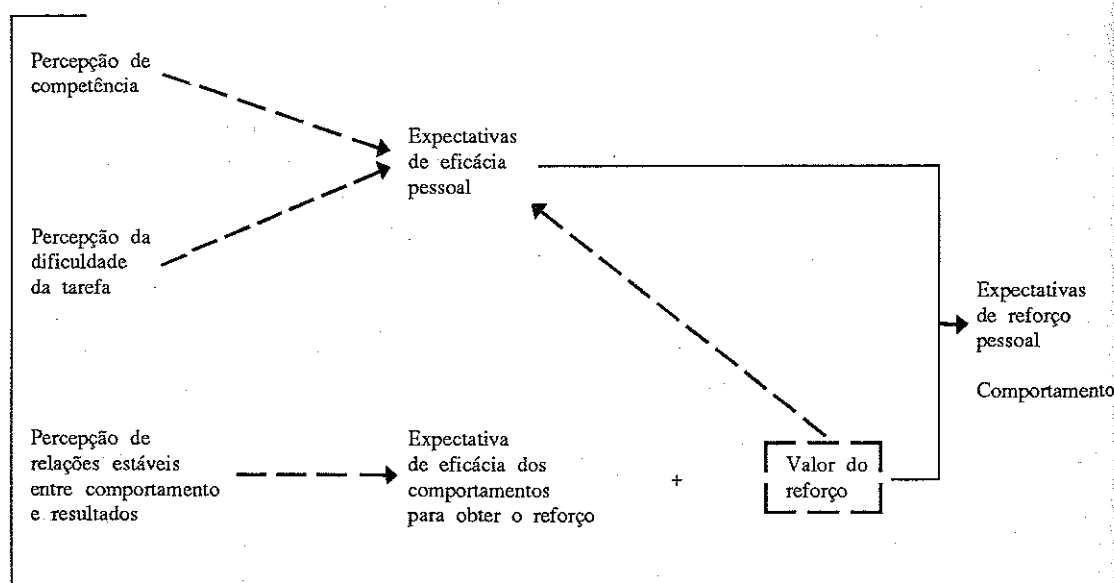 Percepção de
competência
Expectativas
de eficácia
pessoal
Percepção da
dificuldade
da tarefa
Expectativas
de reforço
pessoal
Comportamento
Percepção de
relações estáveis
entre comportamento
e resultados
Expectativa
de eficácia dos
comportamentos
para obter o reforço
+
Valor do
reforço